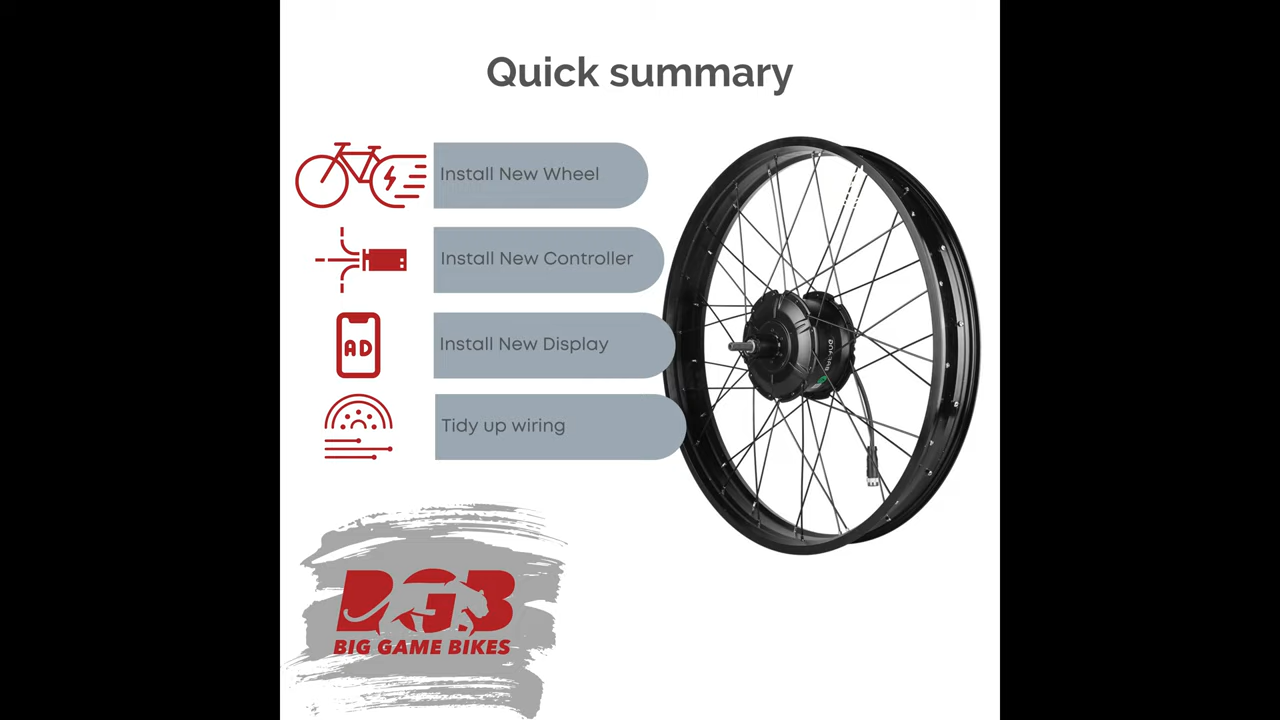 Quick summary
Install New Wheel
Install New Controller
AD
Install New Display
Tidy up wiring
BGB
BIG GAME BIKES